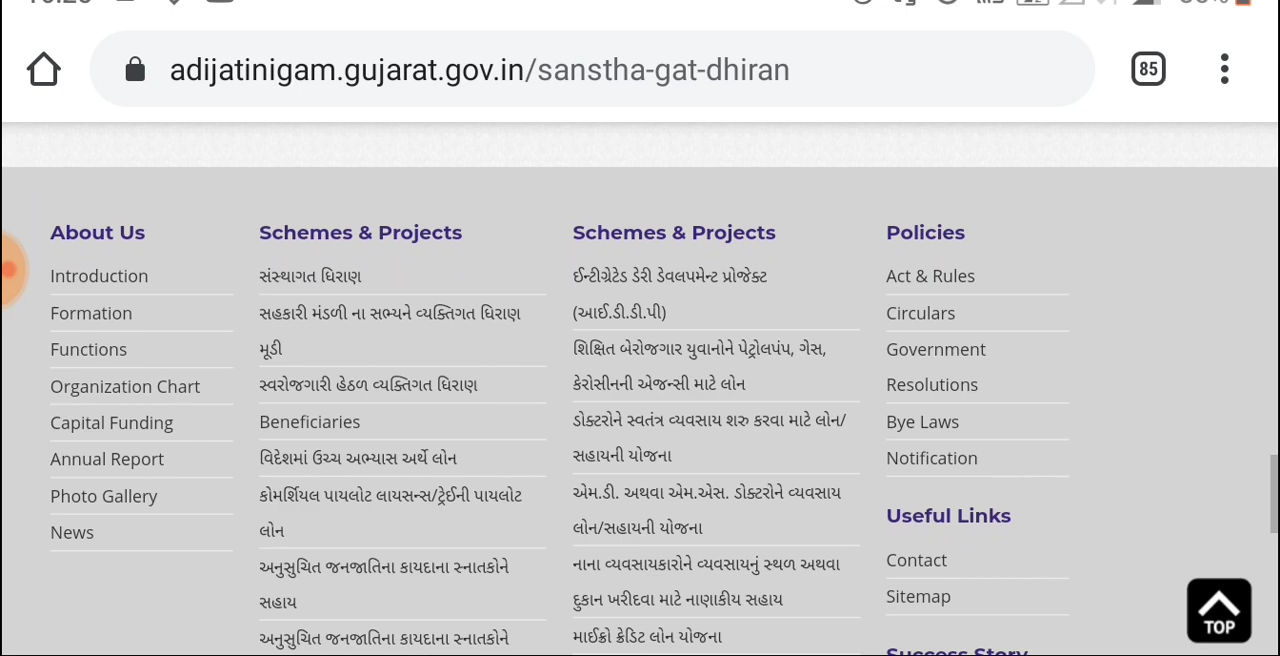 adijatinigam.gujarat.gov.in/sanstha-gat-dhiran
85
About Us
Introduction
Formation
Functions
Organization Chart
Capital Funding
Annual Report
Photo Gallery
News
Schemes & Projects
સંસ્થાગત ધિરાણ
સહકારી મંડળી ના સભ્યને વ્યક્તિગત ધિરાણ
મૂડી
સ્વરોજગારી હેઠળ વ્યક્તિગત ધિરાણ
Beneficiaries
વિદેશમાં ઉચ્ચ અભ્યાસ અર્થે લોન
કોમર્શિયલ પાયલોટ લાયસન્સ/ટ્રેઈની પાયલોટ
લોન
અનુસુચિત જનજાતિના કાયદાના સ્નાતકોને
સહાય
અનુસુચિત જનજાતિના કાયદાના સ્નાતકોને
Schemes & Projects
ઈન્ટીગ્રેટેડ ડેરી ડેવલપમેન્ટ પ્રોજેક્ટ
(આઈ.ડી.ડી.પી)
શિક્ષિત બેરોજગાર યુવાનોને પેટ્રોલપંપ, ગેસ,
કેરોસીનની એજન્સી માટે લોન
ડોક્ટરોને સ્વતંત્ર વ્યવસાય શરુ કરવા માટે લોન/
સહાયની યોજના
એમ.ડી. અથવા એમ.એસ. ડોક્ટરોને વ્યવસાય
લોન/સહાયની યોજના
નાના વ્યવસાયકારોને વ્યવસાયનું સ્થળ અથવા
દુકાન ખરીદવા માટે નાણાકીય સહાય
માઈક્રો ક્રેડિટ લોન યોજના
Policies
Act & Rules
Circulars
Government
Resolutions
Bye Laws
Notification
Useful Links
Contact
Sitemap
Success Story
TOP